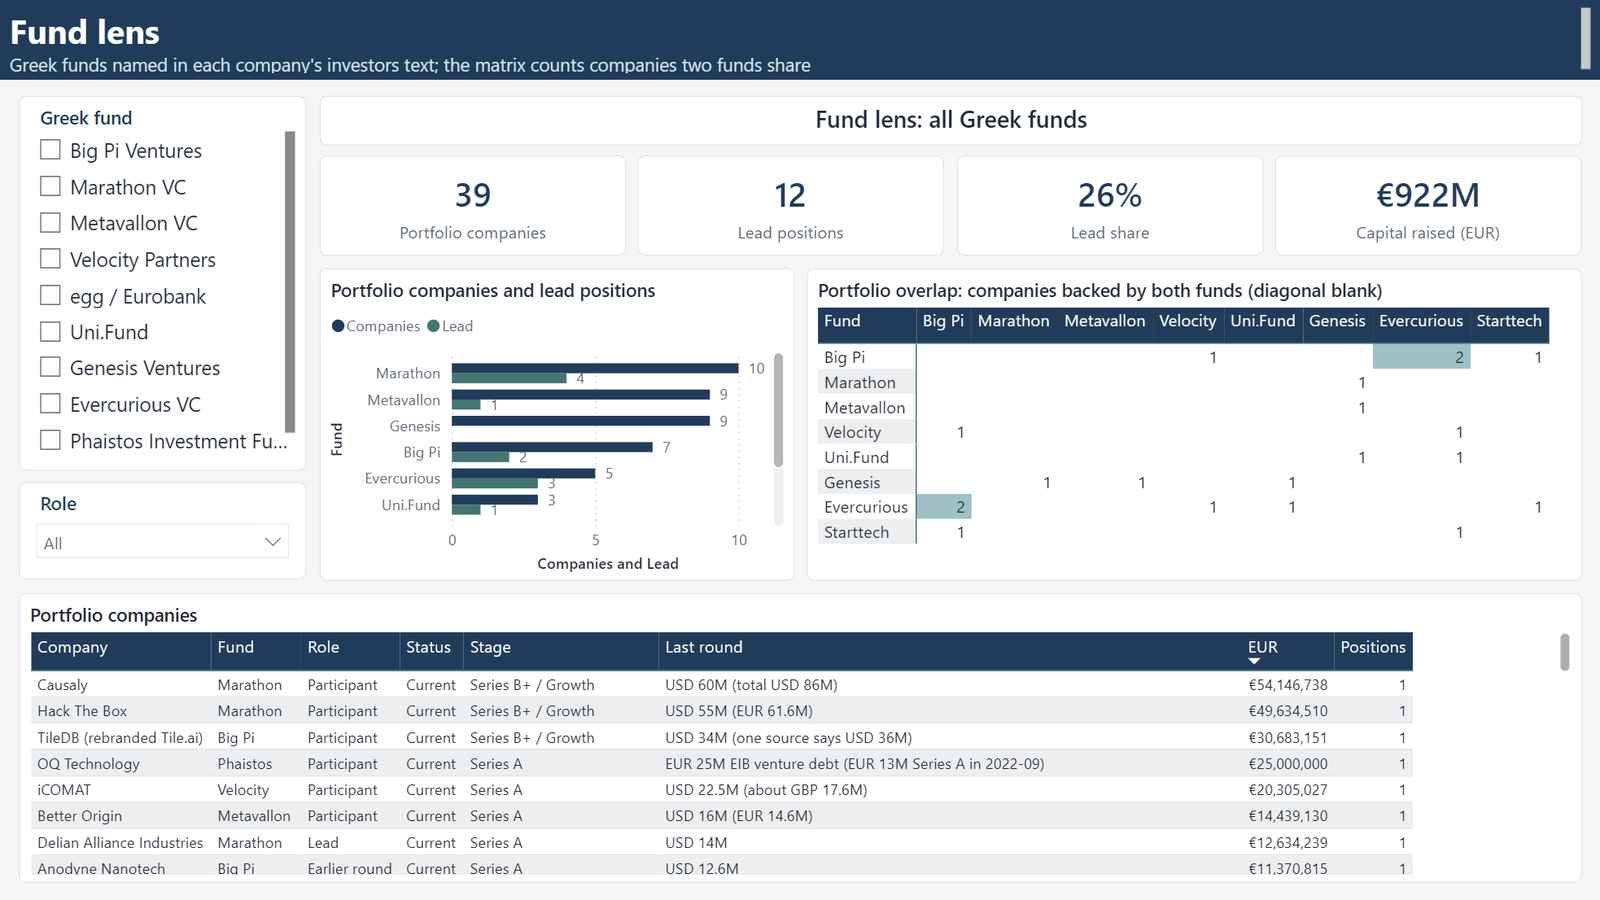 Fund lens
Greek funds named in each company's investors text; the matrix counts companies two funds share
Greek fund
Big Pi Ventures
Marathon VC
Metavallon VC
Velocity Partners
egg / Eurobank
Uni.Fund
Genesis Ventures
Evercurious VC
Phaistos Investment Fu...
Role
All
Fund lens: all Greek funds
39
Portfolio companies
12
Lead positions
26%
Lead share
€922M
Capital raised (EUR)
Portfolio companies and lead positions
Companies Lead
Fund
Marathon 10 4
Metavallon 9 1
Genesis 9
Big Pi 7 2
Evercurious 5 3
Uni.Fund 3 1
0 5 10
Companies and Lead
Portfolio overlap: companies backed by both funds (diagonal blank)
Fund Big Pi Marathon Metavallon Velocity Uni.Fund Genesis Evercurious Starttech
Big Pi 1 2 1
Marathon 1
Metavallon 1
Velocity 1 1
Uni.Fund 1 1
Genesis 1 1 1
Evercurious 2 1 1 1
Starttech 1 1
Portfolio companies
Company Fund Role Status Stage Last round EUR Positions
Causaly Marathon Participant Current Series B+ / Growth USD 60M (total USD 86M) €54,146,738 1
Hack The Box Marathon Participant Current Series B+ / Growth USD 55M (EUR 61.6M) €49,634,510 1
TileDB (rebranded Tile.ai) Big Pi Participant Current Series B+ / Growth USD 34M (one source says USD 36M) €30,683,151 1
OQ Technology Phaistos Participant Current Series A EUR 25M EIB venture debt (EUR 13M Series A in 2022-09) €25,000,000 1
iCOMAT Velocity Participant Current Series A USD 22.5M (about GBP 17.6M) €20,305,027 1
Better Origin Metavallon Participant Current Series A USD 16M (EUR 14.6M) €14,439,130 1
Delian Alliance Industries Marathon Lead Current Series A USD 14M €12,634,239 1
Anodyne Nanotech Big Pi Earlier round Current Series A USD 12.6M €11,370,815 1